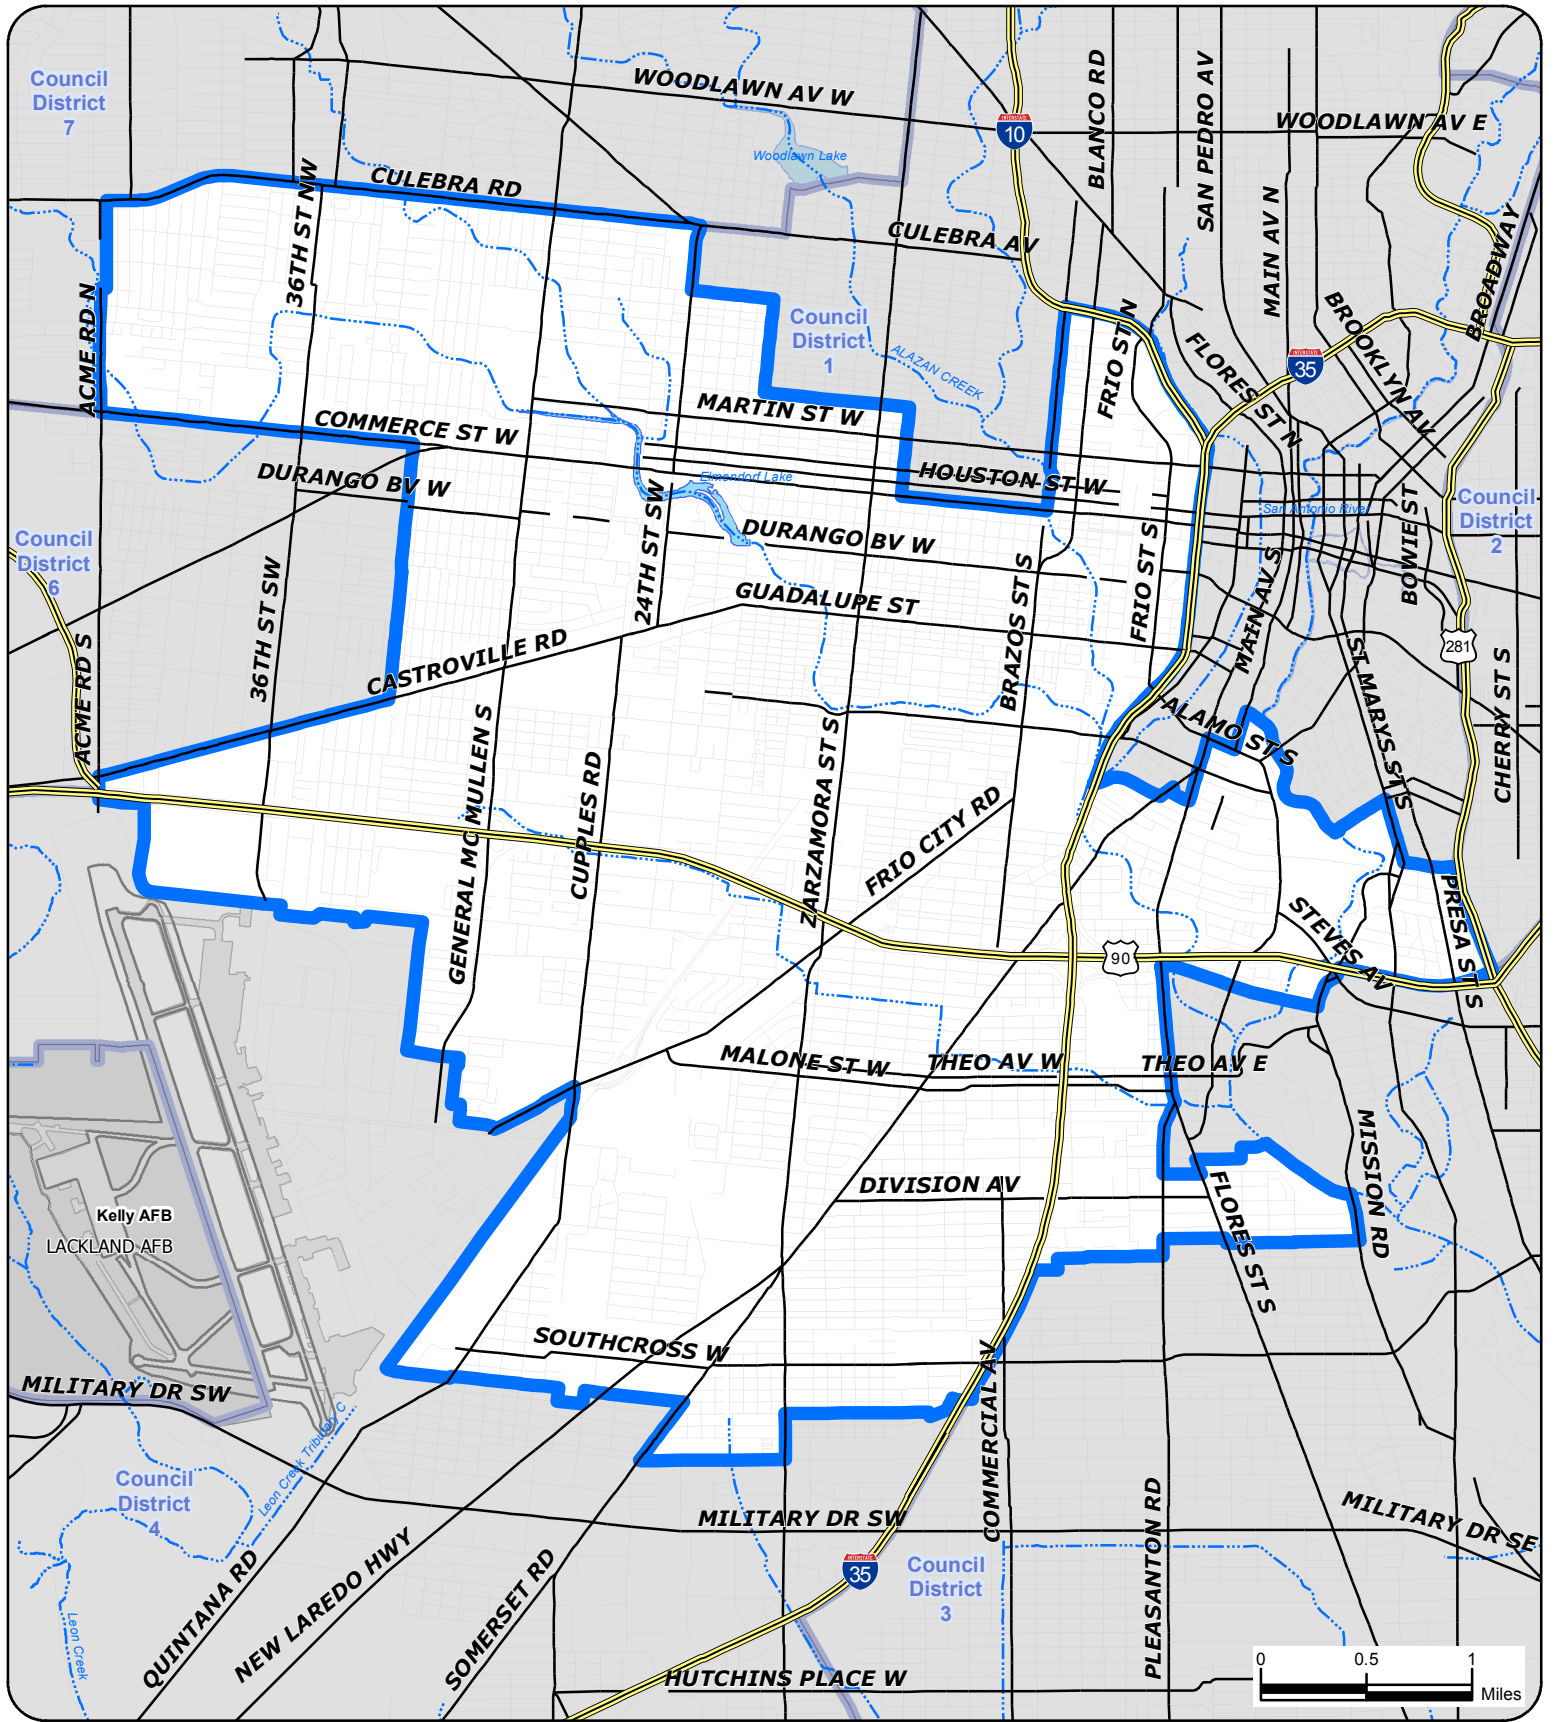 Council
District
7
WOODLAWN AV W
10
BLANCO RD
SAN PEDRO AV
WOODLAWN AV E
Woodlawn Lake
36TH ST NW
CULEBRA RD
CULEBRA AV
MAIN AV N
BROADWAY
ACME RD N
Council
District
1
ALAZAN CREEK
FRIO ST N
FLORES ST N
BROOKLYN AV
INTERSTATE
35
COMMERCE ST W
MARTIN ST W
DURANGO BV W
Elmendorf Lake
HOUSTON ST W
San Antonio River
BOWIE ST
Council
District
2
Council
District
6
36TH ST SW
24TH ST SW
DURANGO BV W
GUADALUPE ST
BRAZOS ST S
FRIO ST S
MAIN AV S
281
ACME RD S
CASTROVILLE RD
ST MARYS ST S
CHERRY ST S
ALAMO ST S
GENERAL MC MULLEN S
CUPPLES RD
ZARZAMORA ST S
FRIO CITY RD
90
STEVES AV
PRESA ST S
MALONE ST W
THEO AV W
THEO AV E
MISSION RD
DIVISION AV
FLORES ST S
Kelly AFB
LACKLAND AFB
SOUTHCROSS W
COMMERCIAL AV
MILITARY DR SW
Leon Creek Tributary C
Council
District
4
MILITARY DR SW
MILITARY DR SE
PLEASANTON RD
INTERSTATE
35
Council
District
3
QUINTANA RD
NEW LAREDO HWY
SOMERSET RD
Leon Creek
HUTCHINS PLACE W
0 0.5 1
Miles